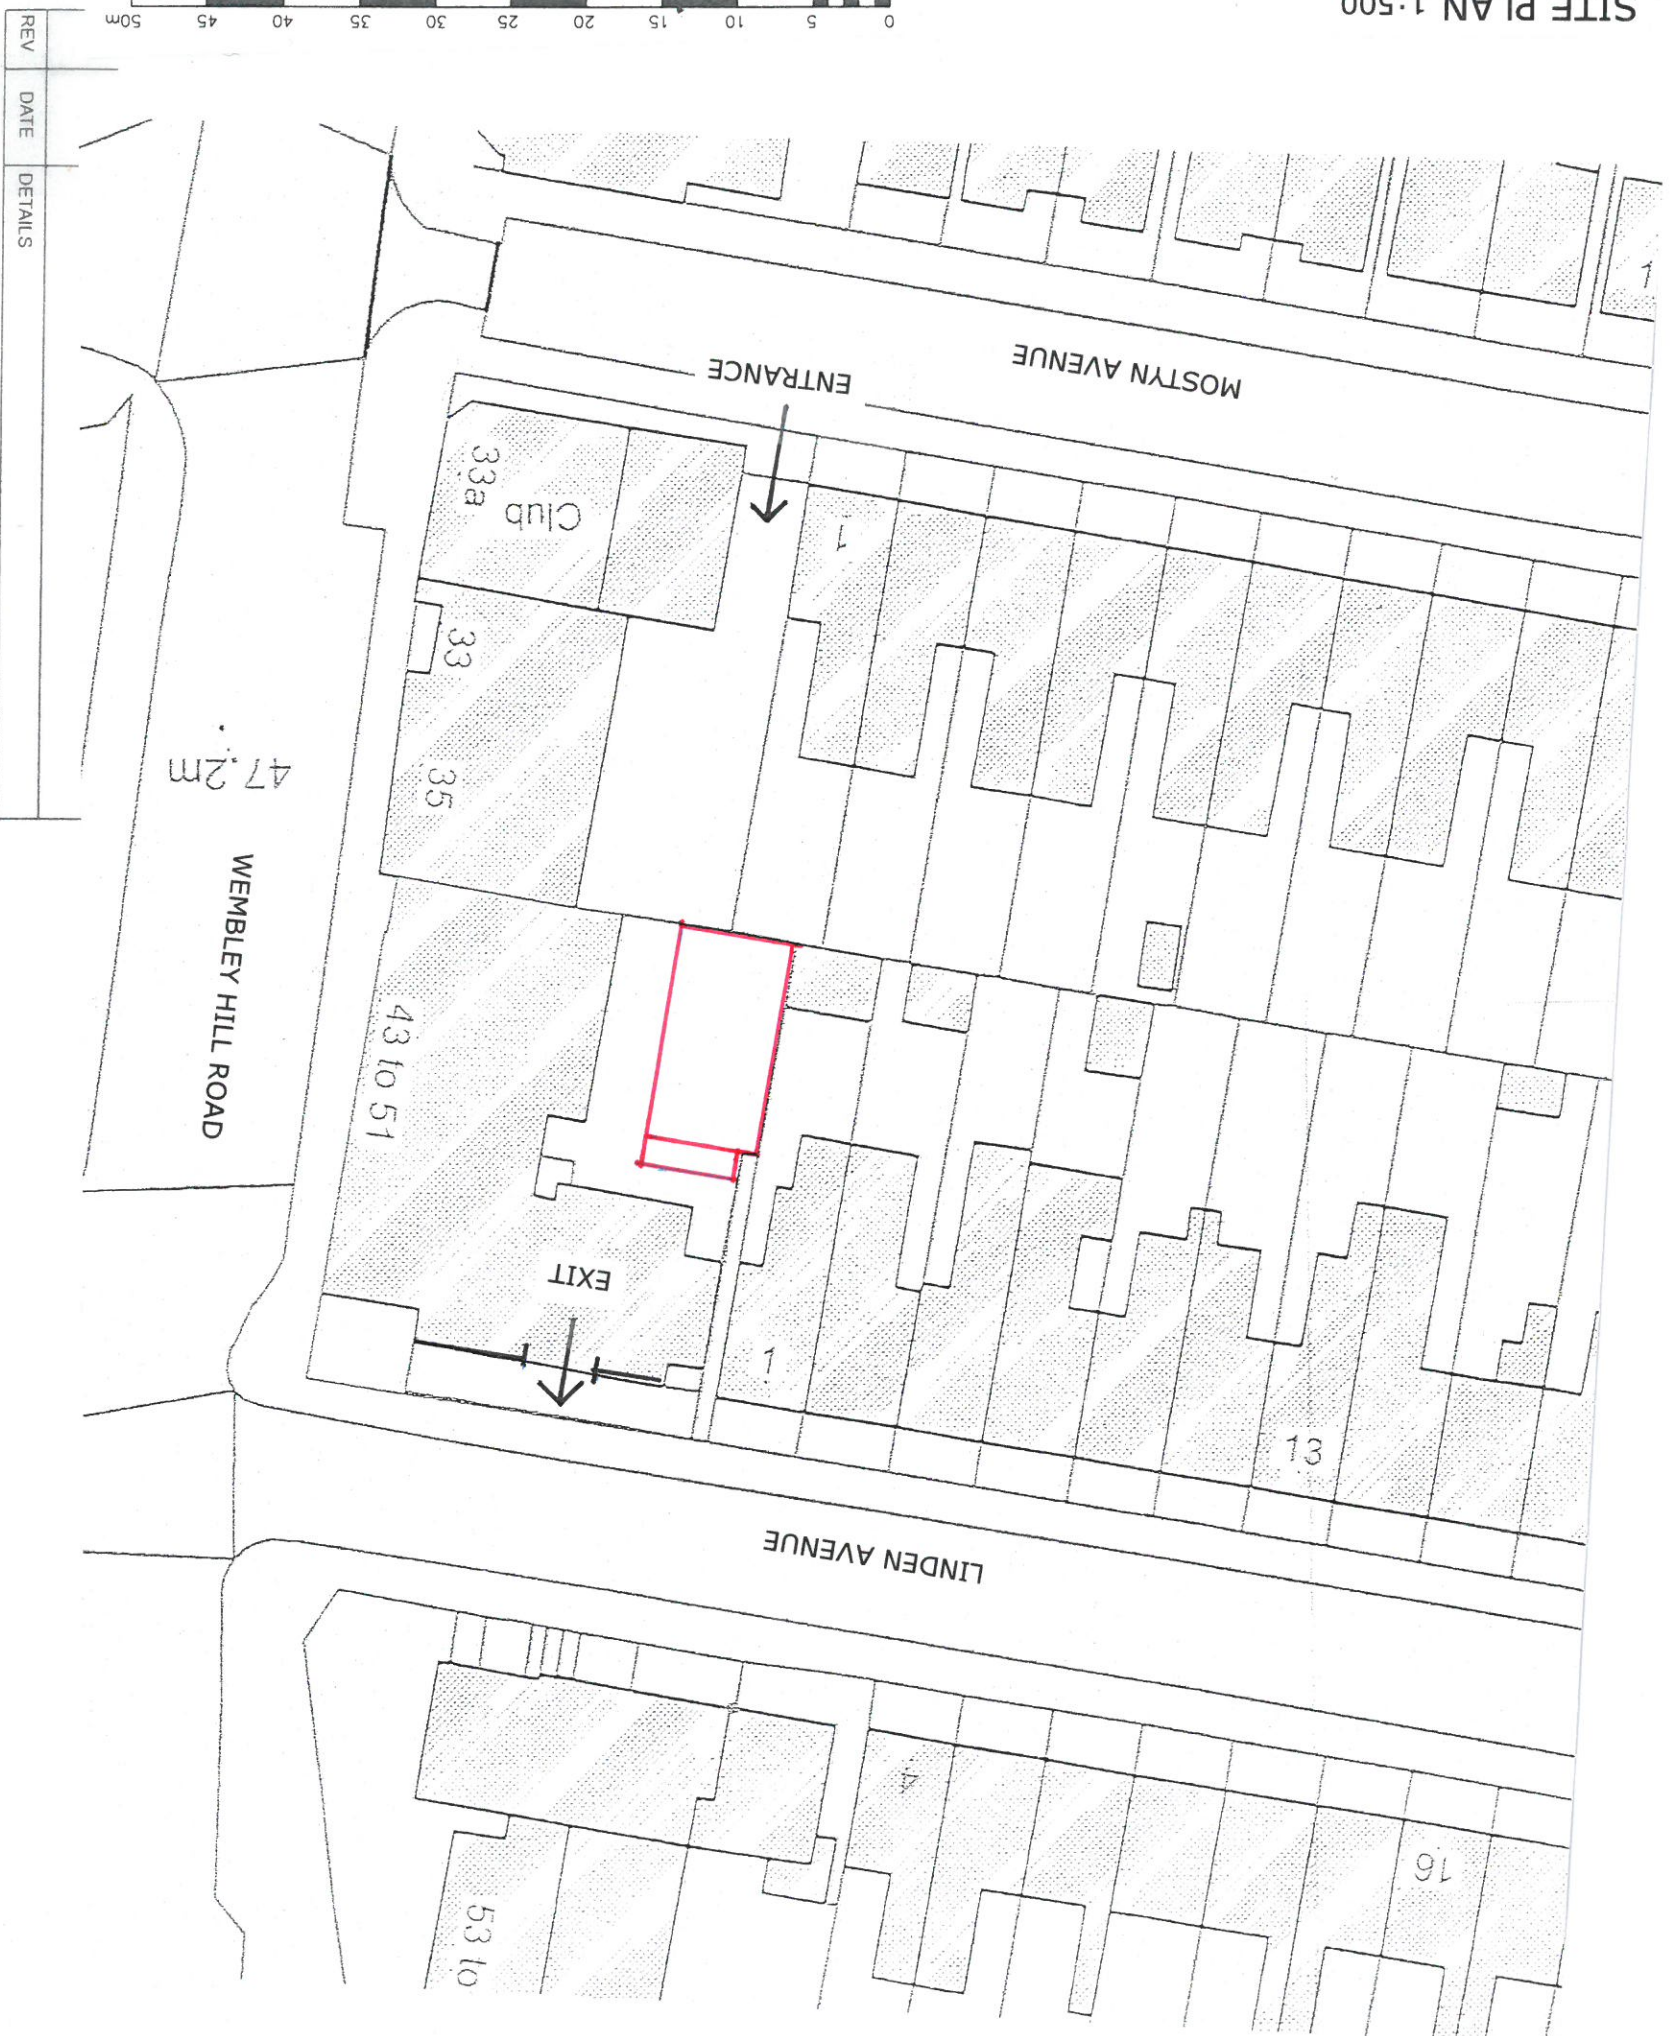 SITE PLAN 1:500
0 5 10 15 20 25 30 35 40 45 50m
REV DATE DETAILS
MOSTYN AVENUE
ENTRANCE
1
33a
Club
1
33
35
47.2m
WEMBLEY HILL ROAD
43 to 51
EXIT
1
13
LINDEN AVENUE
4
16
53 to